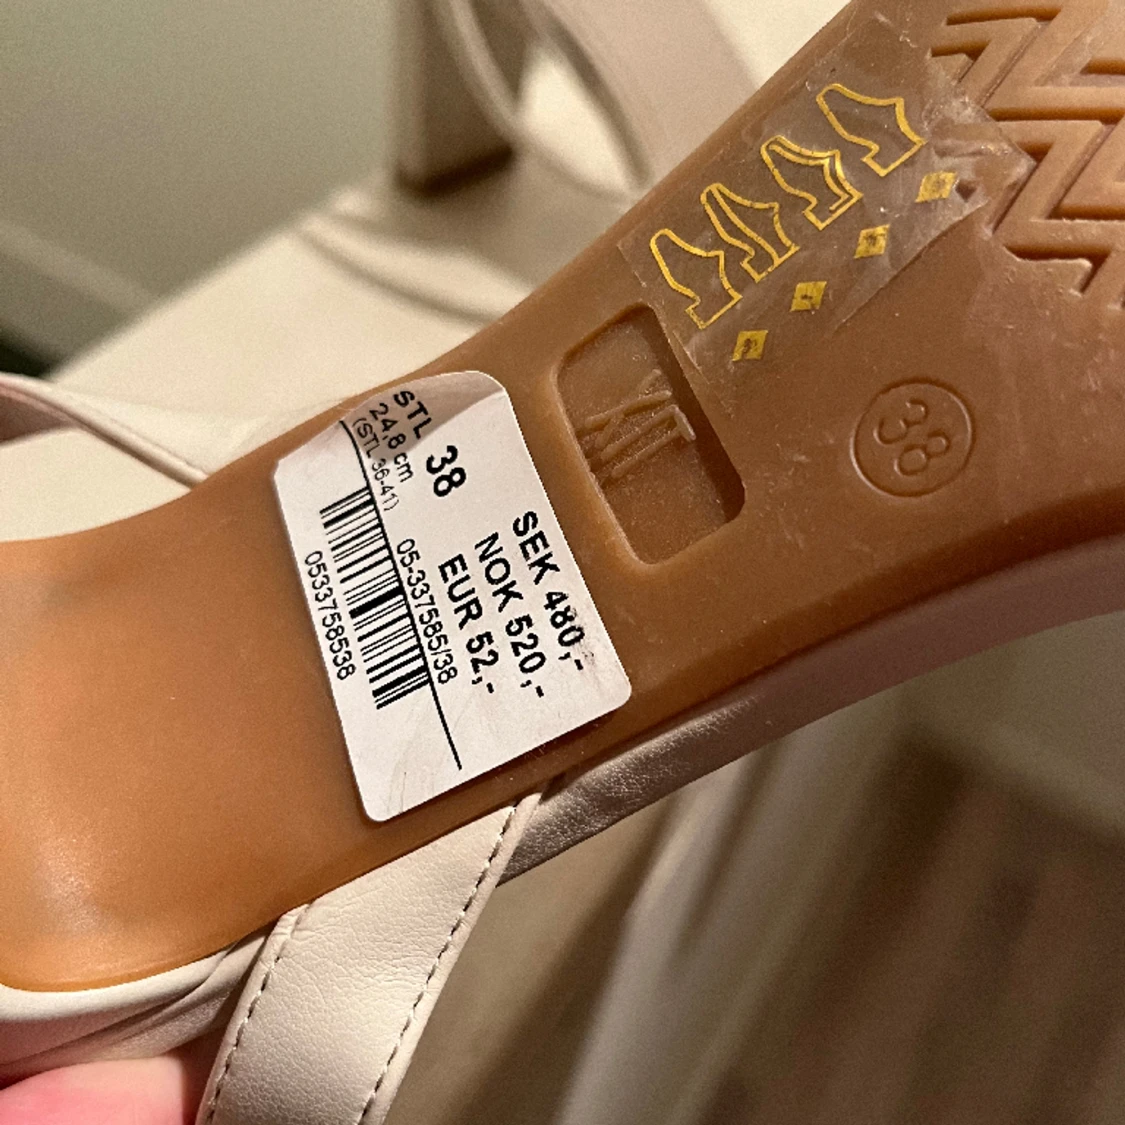 STL 38
24,8 cm
(STL 36-41)
SEK 480,-
NOK 520,-
EUR 52,-
05-337585/38
0533758538
38